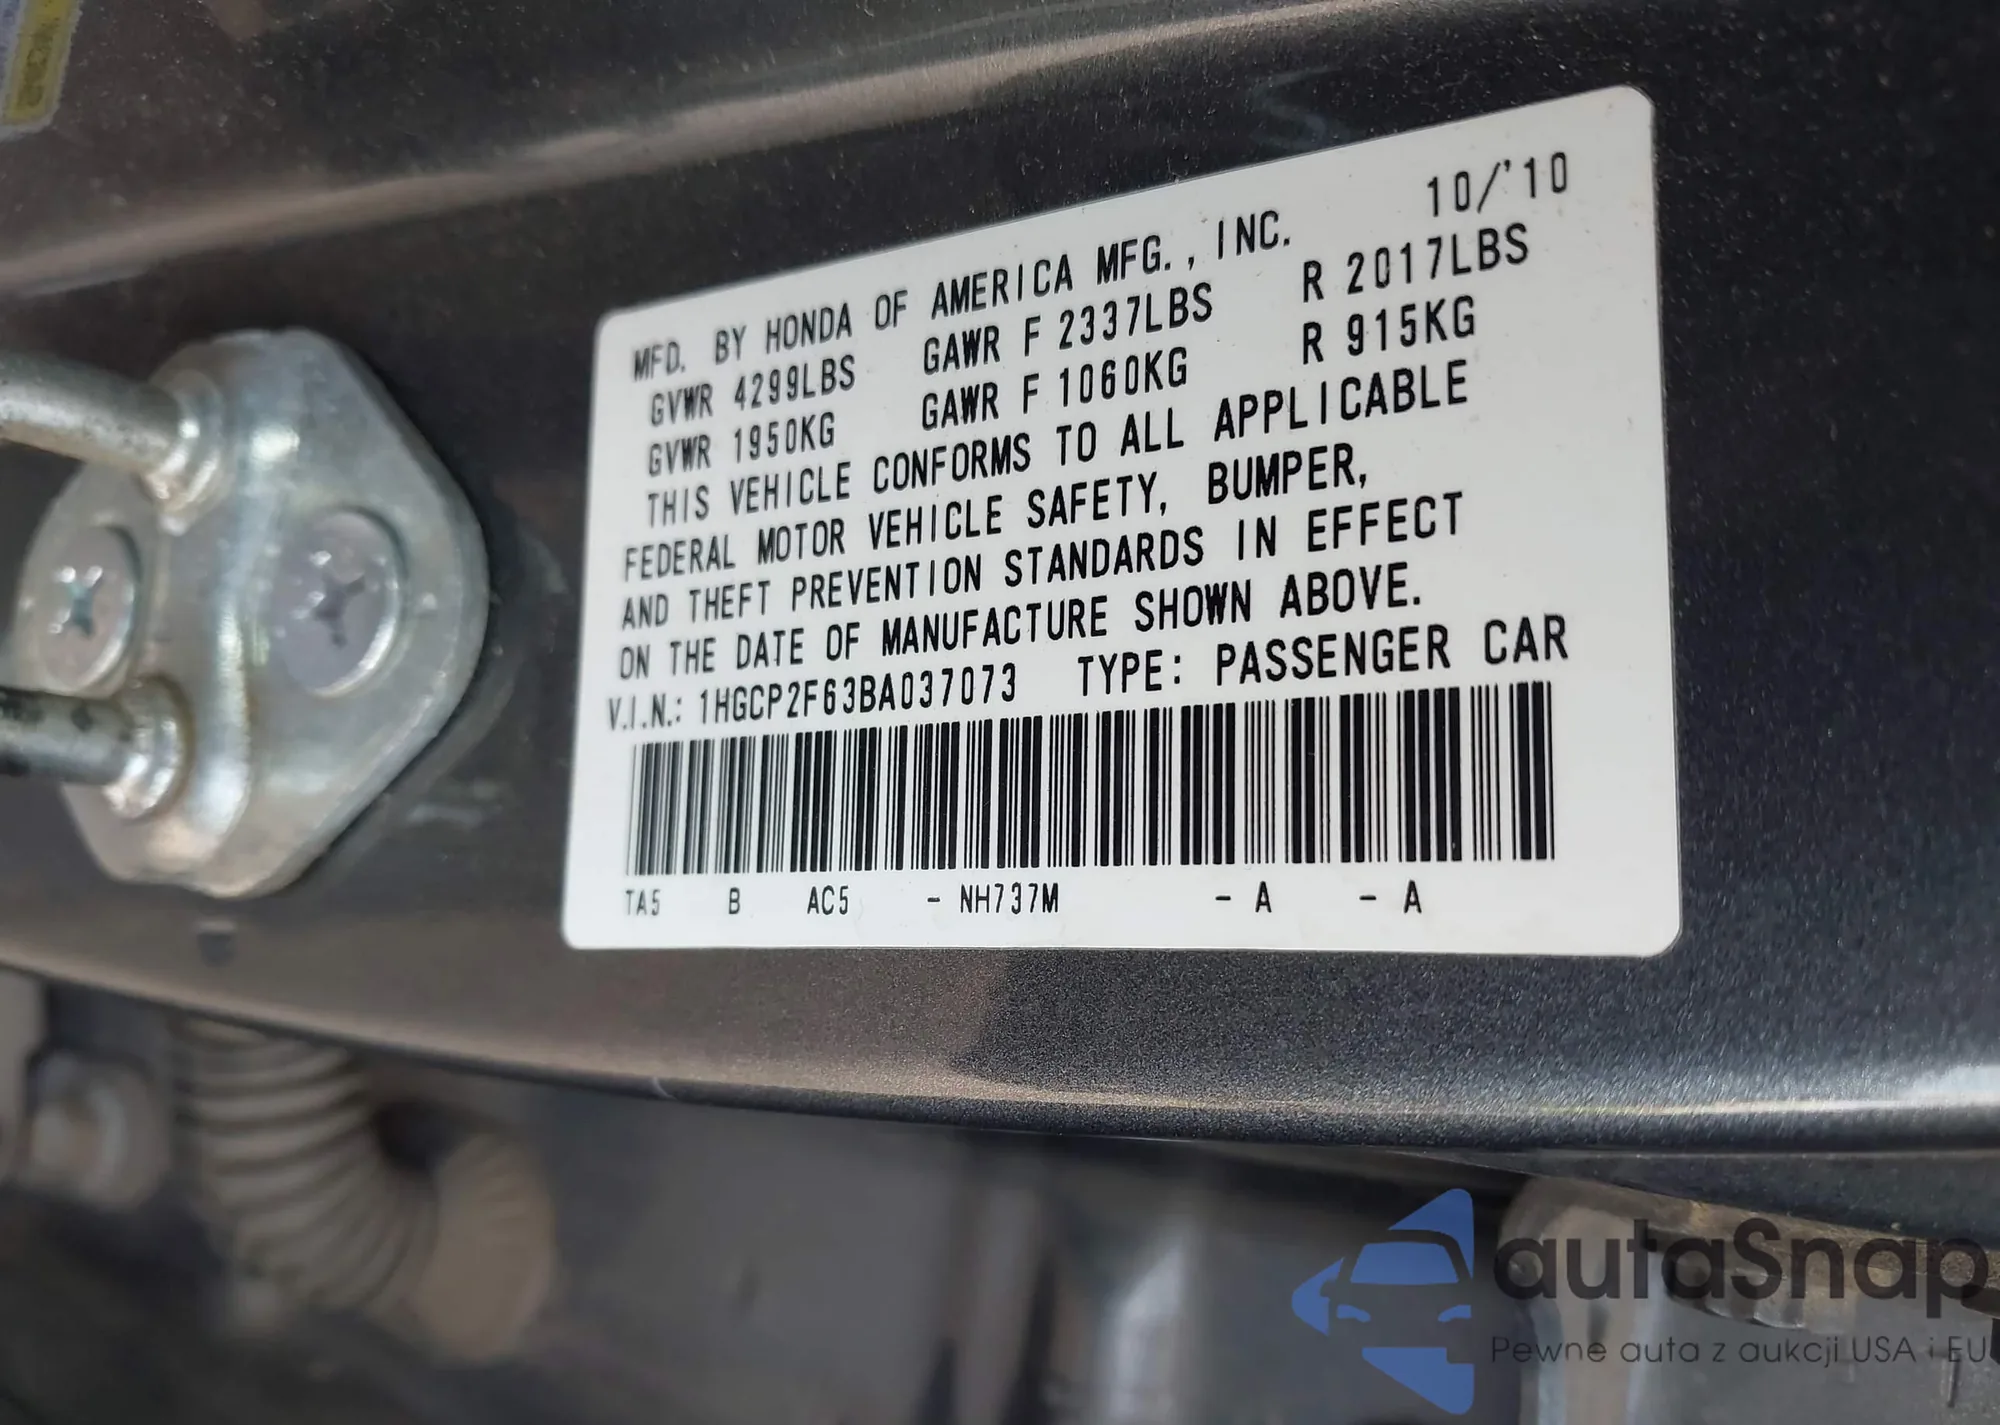 MFD. BY HONDA OF AMERICA MFG., INC. 10/'10
GVWR 4299LBS GAWR F 2337LBS R 2017LBS
GVWR 1950KG GAWR F 1060KG R 915KG
THIS VEHICLE CONFORMS TO ALL APPLICABLE
FEDERAL MOTOR VEHICLE SAFETY, BUMPER,
AND THEFT PREVENTION STANDARDS IN EFFECT
ON THE DATE OF MANUFACTURE SHOWN ABOVE.
V.I.N.: 1HGCP2F63BA037073 TYPE: PASSENGER CAR
TA5 B AC5 - NH737M - A - A
autaSnap
Pewne auta z aukcji USA i EU